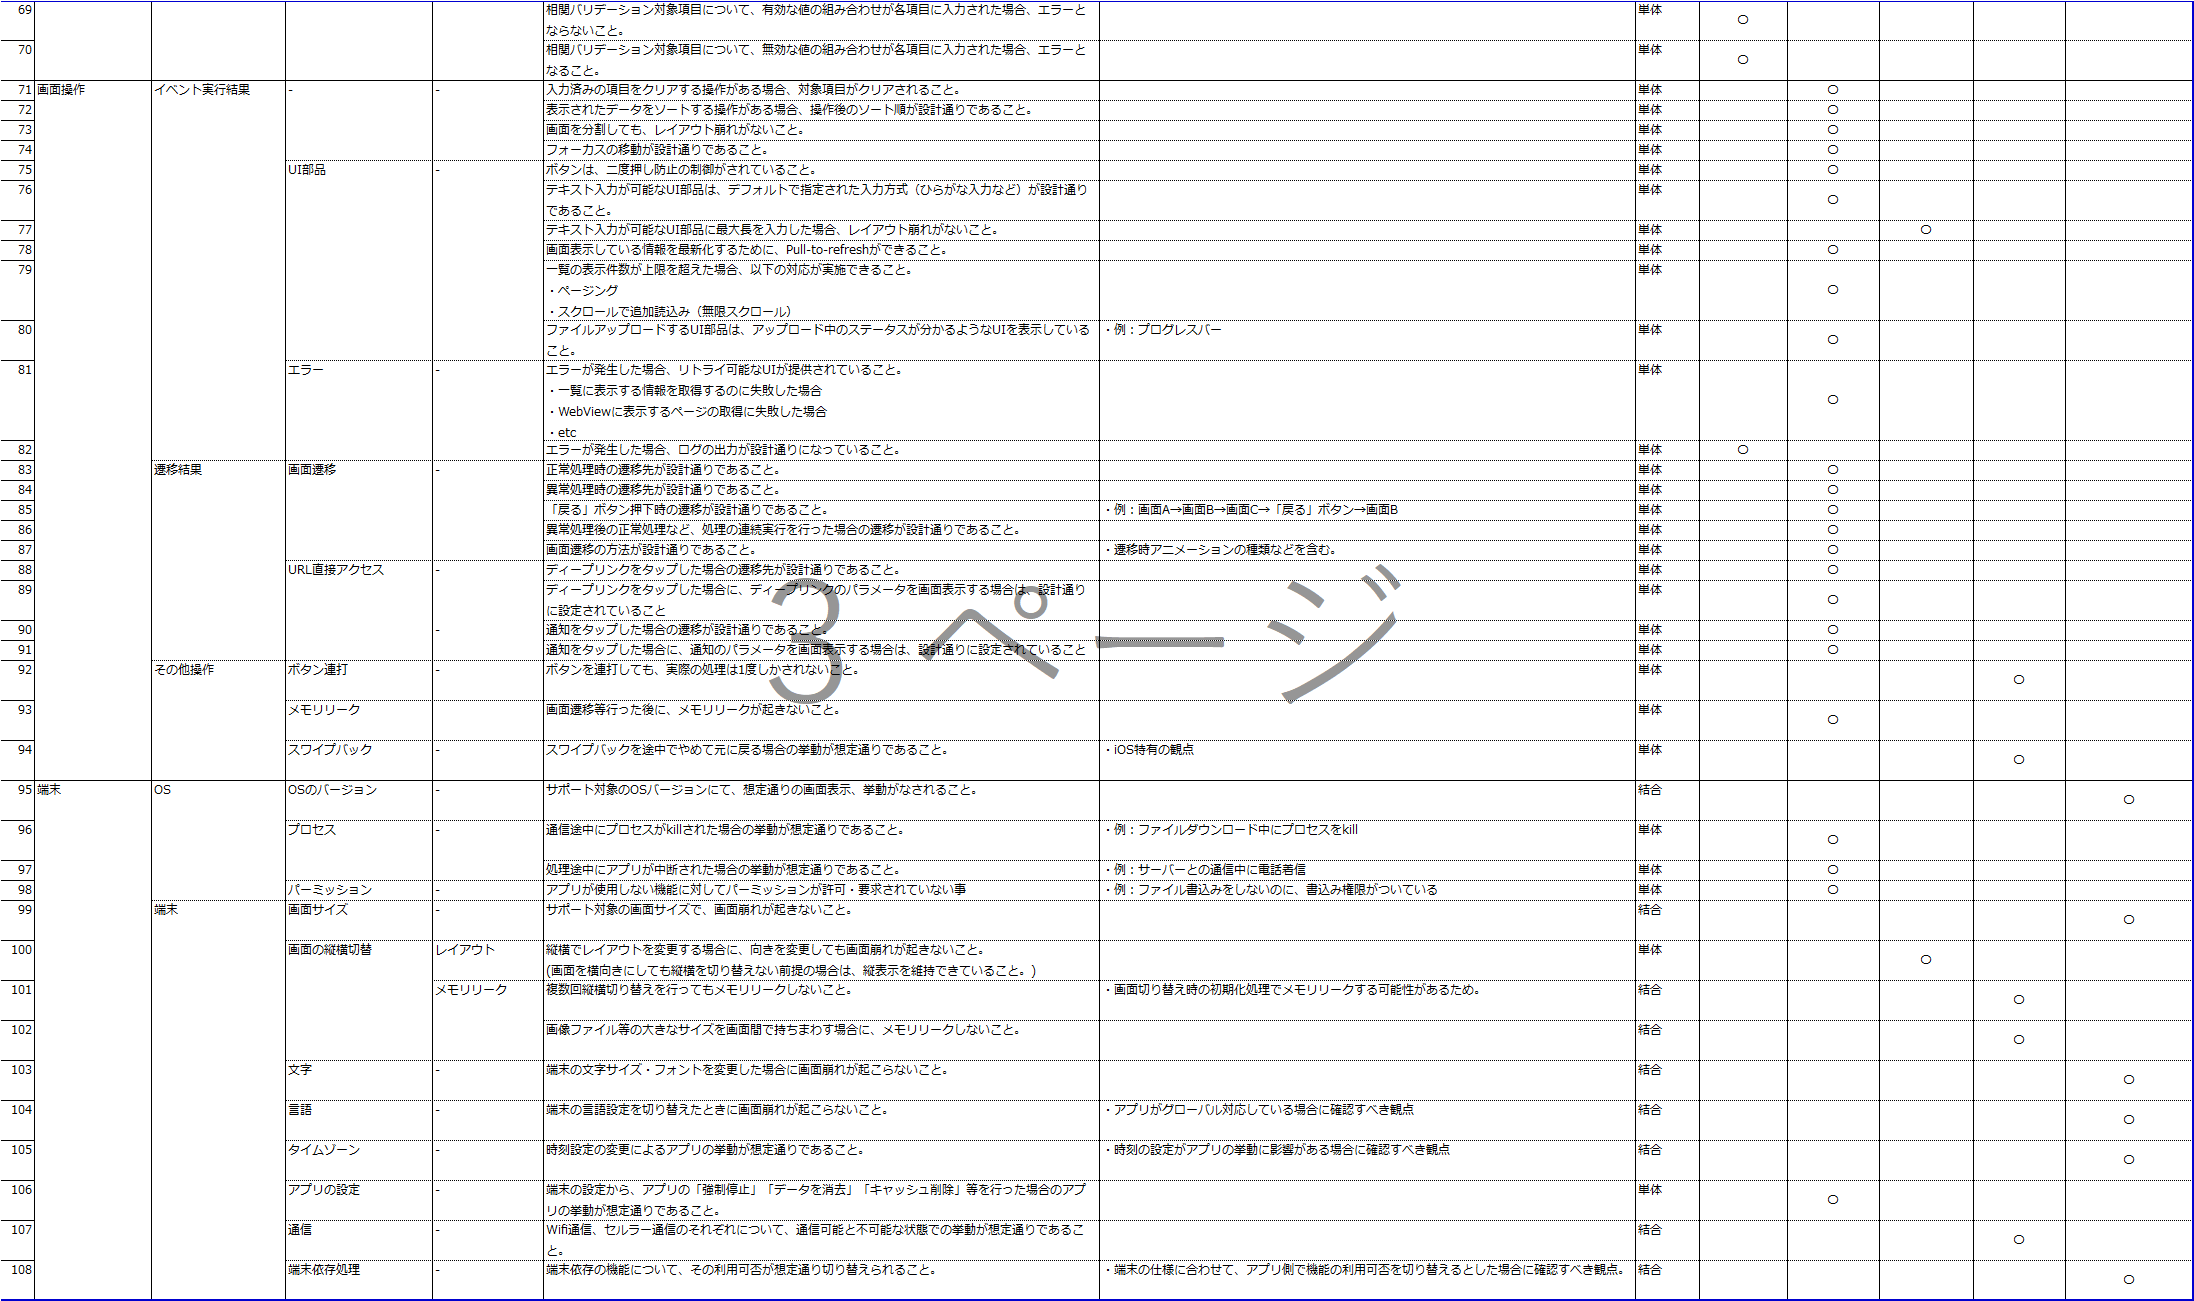 69 相関バリデーション対象項目について、有効な値の組み合わせが各項目に入力された場合、エラーと 単体 ○
ならないこと。
70 相関バリデーション対象項目について、無効な値の組み合わせが各項目に入力された場合、エラーと 単体 ○
なること。
71 画面操作 イベント実行結果 - - 入力済みの項目をクリアする操作がある場合、対象項目がクリアされること。 単体 ○
72 表示されたデータをソートする操作がある場合、操作後のソート順が設計通りであること。 単体 ○
73 画面を分割しても、レイアウト崩れがないこと。 単体 ○
74 フォーカスの移動が設計通りであること。 単体 ○
75 UI部品 - ボタンは、二度押し防止の制御がされていること。 単体 ○
76 テキスト入力が可能なUI部品は、デフォルトで指定された入力方式（ひらがな入力など）が設計通り 単体 ○
であること。
77 テキスト入力が可能なUI部品に最大長を入力した場合、レイアウト崩れがないこと。 単体 ○
78 画面表示している情報を最新化するために、Pull-to-refreshができること。 単体 ○
79 一覧の表示件数が上限を超えた場合、以下の対応が実施できること。 単体 ○
・ページング
・スクロールで追加読込み（無限スクロール）
80 ファイルアップロードするUI部品は、アップロード中のステータスが分かるようなUIを表示している ・例：プログレスバー 単体 ○
こと。
81 エラー - エラーが発生した場合、リトライ可能なUIが提供されていること。 単体 ○
・一覧に表示する情報を取得するのに失敗した場合
・WebViewに表示するページの取得に失敗した場合
・etc
82 エラーが発生した場合、ログの出力が設計通りになっていること。 単体 ○
83 遷移結果 画面遷移 - 正常処理時の遷移先が設計通りであること。 単体 ○
84 異常処理時の遷移先が設計通りであること。 単体 ○
85 「戻る」ボタン押下時の遷移が設計通りであること。 ・例：画面A→画面B→画面C→「戻る」ボタン→画面B 単体 ○
86 異常処理後の正常処理など、処理の連続実行を行った場合の遷移が設計通りであること。 単体 ○
87 画面遷移の方法が設計通りであること。 ・遷移時アニメーションの種類などを含む。 単体 ○
88 URL直接アクセス - ディープリンクをタップした場合の遷移先が設計通りであること。 単体 ○
89 ディープリンクをタップした場合に、ディープリンクのパラメータを画面表示する場合は、設計通り 単体 ○
に設定されていること
90 - 通知をタップした場合の遷移が設計通りであること。 単体 ○
91 通知をタップした場合に、通知のパラメータを画面表示する場合は、設計通りに設定されていること 単体 ○
3 ページ
92 その他操作 ボタン連打 - ボタンを連打しても、実際の処理は1度しかされないこと。 単体 ○
93 メモリリーク 画面遷移等行った後に、メモリリークが起きないこと。 単体 ○
94 スワイプバック - スワイプバックを途中でやめて元に戻る場合の挙動が想定通りであること。 ・iOS特有の観点 単体 ○
95 端末 OS OSのバージョン - サポート対象のOSバージョンにて、想定通りの画面表示、挙動がなされること。 結合 ○
96 プロセス - 通信途中にプロセスがkillされた場合の挙動が想定通りであること。 ・例：ファイルダウンロード中にプロセスをkill 単体 ○
97 処理途中にアプリが中断された場合の挙動が想定通りであること。 ・例：サーバーとの通信中に電話着信 単体 ○
98 パーミッション - アプリが使用しない機能に対してパーミッションが許可・要求されていない事 ・例：ファイル書込みをしないのに、書込み権限がついている 単体 ○
99 端末 画面サイズ - サポート対象の画面サイズで、画面崩れが起きないこと。 結合 ○
100 画面の縦横切替 レイアウト 縦横でレイアウトを変更する場合に、向きを変更しても画面崩れが起きないこと。 単体 ○
(画面を横向きにしても縦横を切り替えない前提の場合は、縦表示を維持できていること。)
101 メモリリーク 複数回縦横切り替えを行ってもメモリリークしないこと。 ・画面切り替え時の初期化処理でメモリリークする可能性があるため。 結合 ○
102 画像ファイル等の大きなサイズを画面間で持ちまわす場合に、メモリリークしないこと。 結合 ○
103 文字 - 端末の文字サイズ・フォントを変更した場合に画面崩れが起こらないこと。 結合 ○
104 言語 - 端末の言語設定を切り替えたときに画面崩れが起こらないこと。 ・アプリがグローバル対応している場合に確認すべき観点 結合 ○
105 タイムゾーン - 時刻設定の変更によるアプリの挙動が想定通りであること。 ・時刻の設定がアプリの挙動に影響がある場合に確認すべき観点 結合 ○
106 アプリの設定 - 端末の設定から、アプリの「強制停止」「データを消去」「キャッシュ削除」等を行った場合のアプ 単体 ○
リの挙動が想定通りであること。
107 通信 - Wifi通信、セルラー通信のそれぞれについて、通信可能と不可能な状態での挙動が想定通りであるこ 結合 ○
と。
108 端末依存処理 - 端末依存の機能について、その利用可否が想定通り切り替えられること。 ・端末の仕様に合わせて、アプリ側で機能の利用可否を切り替えるとした場合に確認すべき観点。 結合 ○